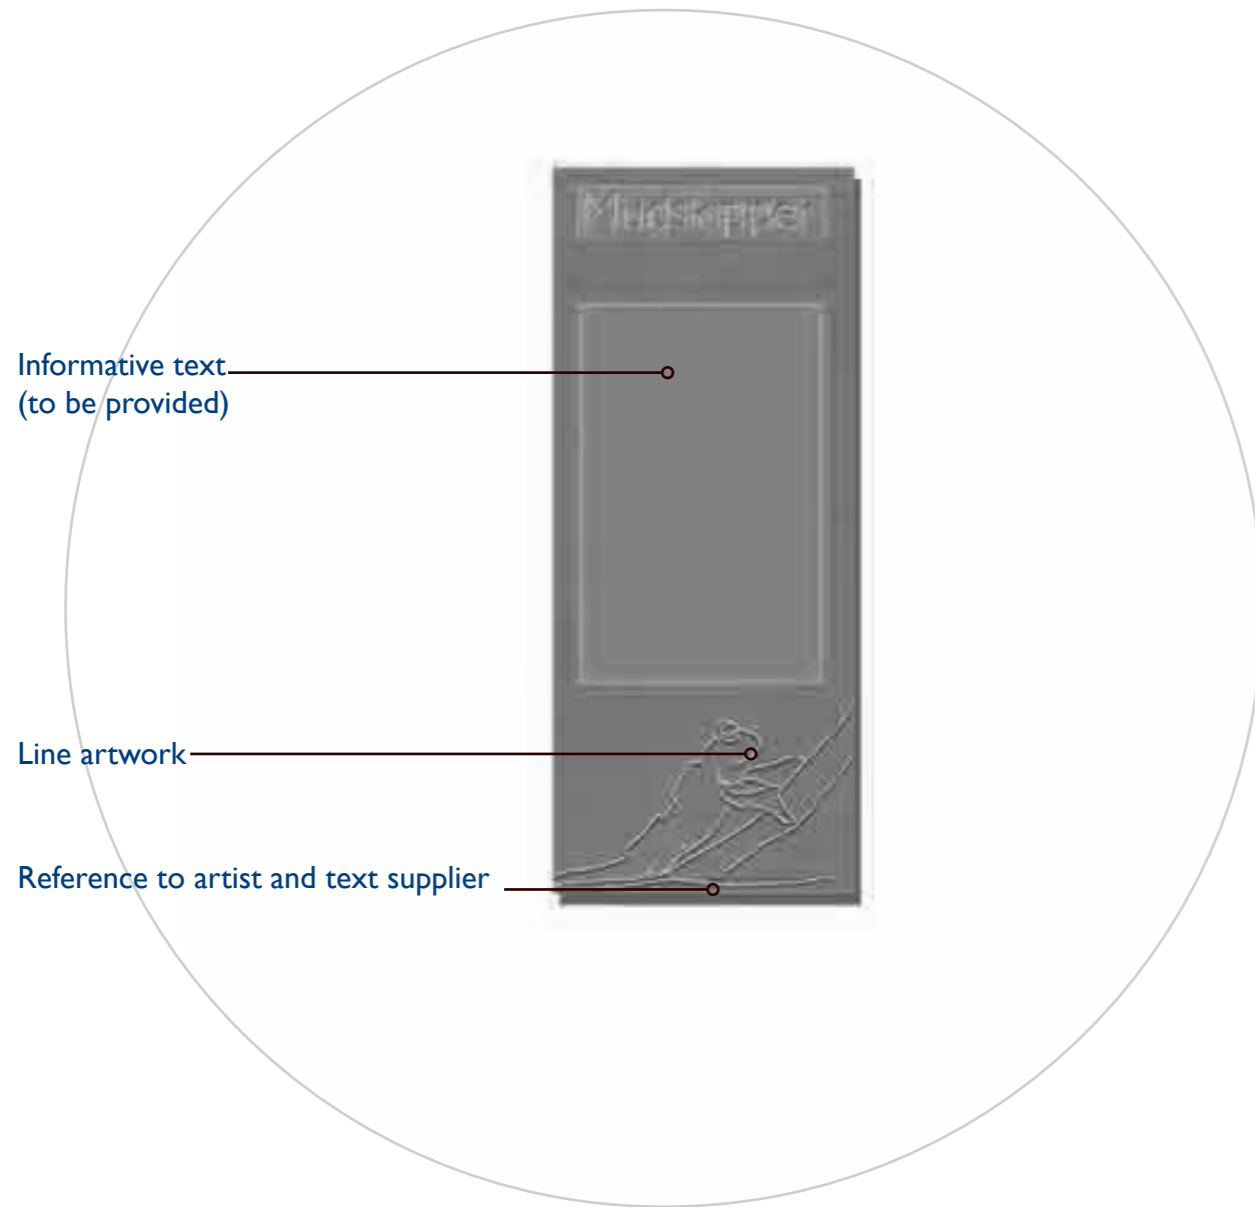 Mudskipper
Informative text
(to be provided)
Line artwork
Reference to artist and text supplier